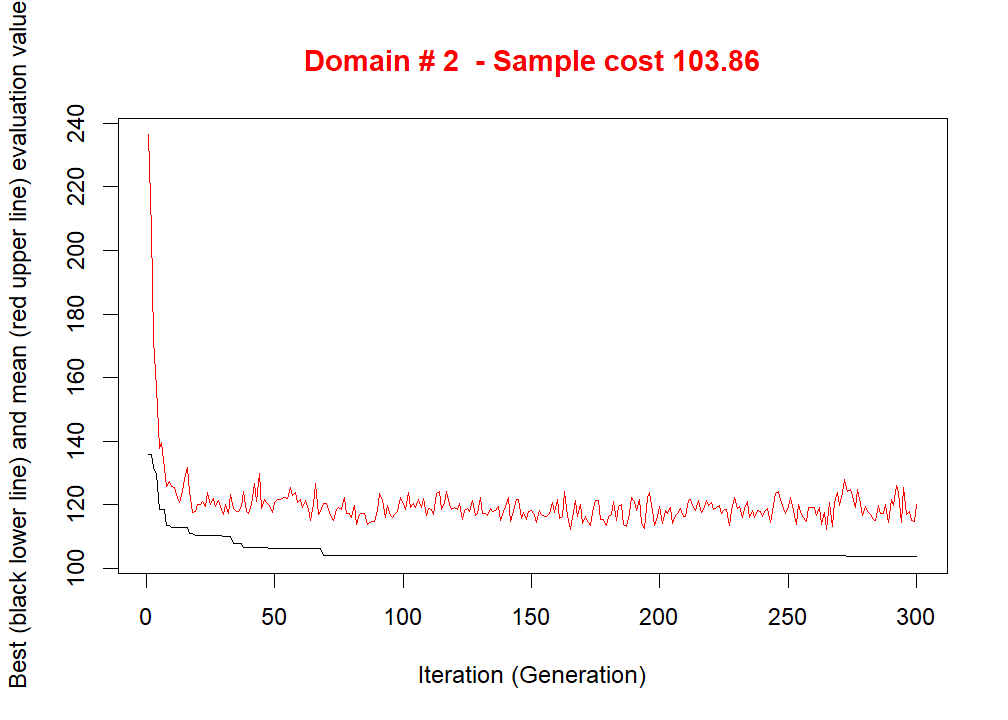 Domain # 2  - Sample cost 103.86
Best (black lower line) and mean (red upper line) evaluation value
240
220
200
180
160
140
120
100
0 50 100 150 200 250 300
Iteration (Generation)